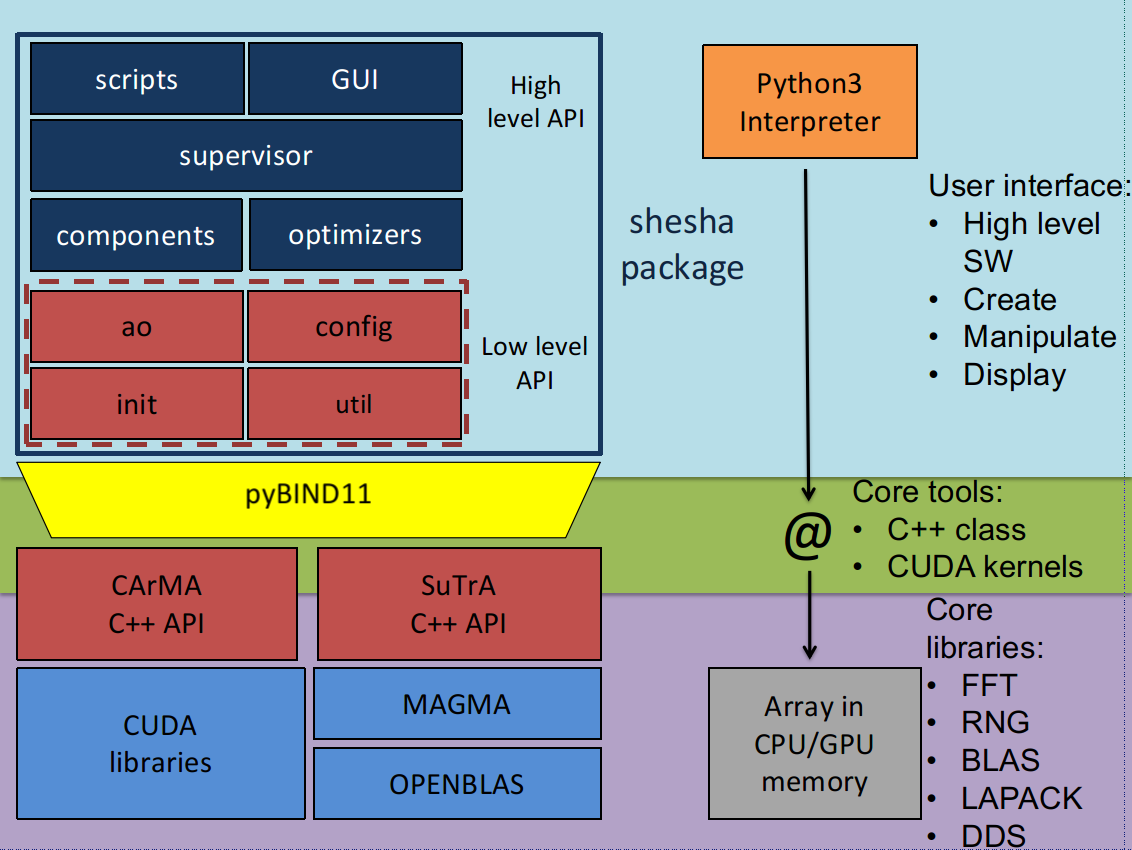 scripts
GUI
High
level API
supervisor
components
optimizers
ao
config
Low level
API
init
util
shesha
package
pyBIND11
CArMA
C++ API
SuTrA
C++ API
CUDA
libraries
MAGMA
OPENBLAS
Python3
Interpreter
User interface:
• High level
SW
• Create
• Manipulate
• Display
@
Core tools:
• C++ class
• CUDA kernels
Core
libraries:
• FFT
• RNG
• BLAS
• LAPACK
• DDS
Array in
CPU/GPU
memory